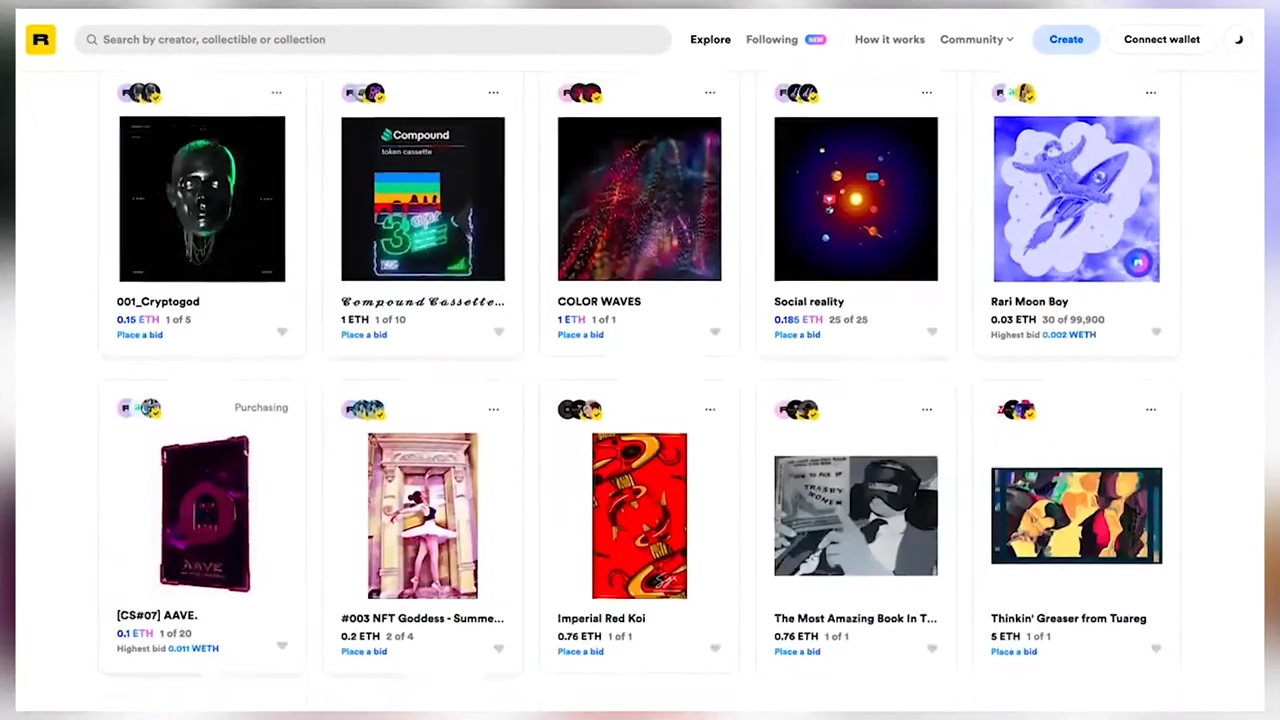 R
Search by creator, collectible or collection
Explore
Following NEW
How it works
Community
Create
Connect wallet
Compound
token cassette
001_Cryptogod
0.15 ETH 1 of 5
Place a bid
𝓒𝓸𝓶𝓹𝓸𝓾𝓷𝓭 𝓒𝓪𝓼𝓼𝓮𝓽𝓽𝓮...
1 ETH 1 of 10
Place a bid
COLOR WAVES
1 ETH 1 of 1
Place a bid
Social reality
0.185 ETH 25 of 25
Place a bid
Rari Moon Boy
0.03 ETH 30 of 99,900
Highest bid 0.002 WETH
Purchasing
AAVE
TRASHY
WOMEN
[CS#07] AAVE.
0.1 ETH 1 of 20
Highest bid 0.011 WETH
#003 NFT Goddess - Summe...
0.2 ETH 2 of 4
Place a bid
Imperial Red Koi
0.76 ETH 1 of 1
Place a bid
The Most Amazing Book In T...
0.76 ETH 1 of 1
Place a bid
Thinkin' Greaser from Tuareg
5 ETH 1 of 1
Place a bid